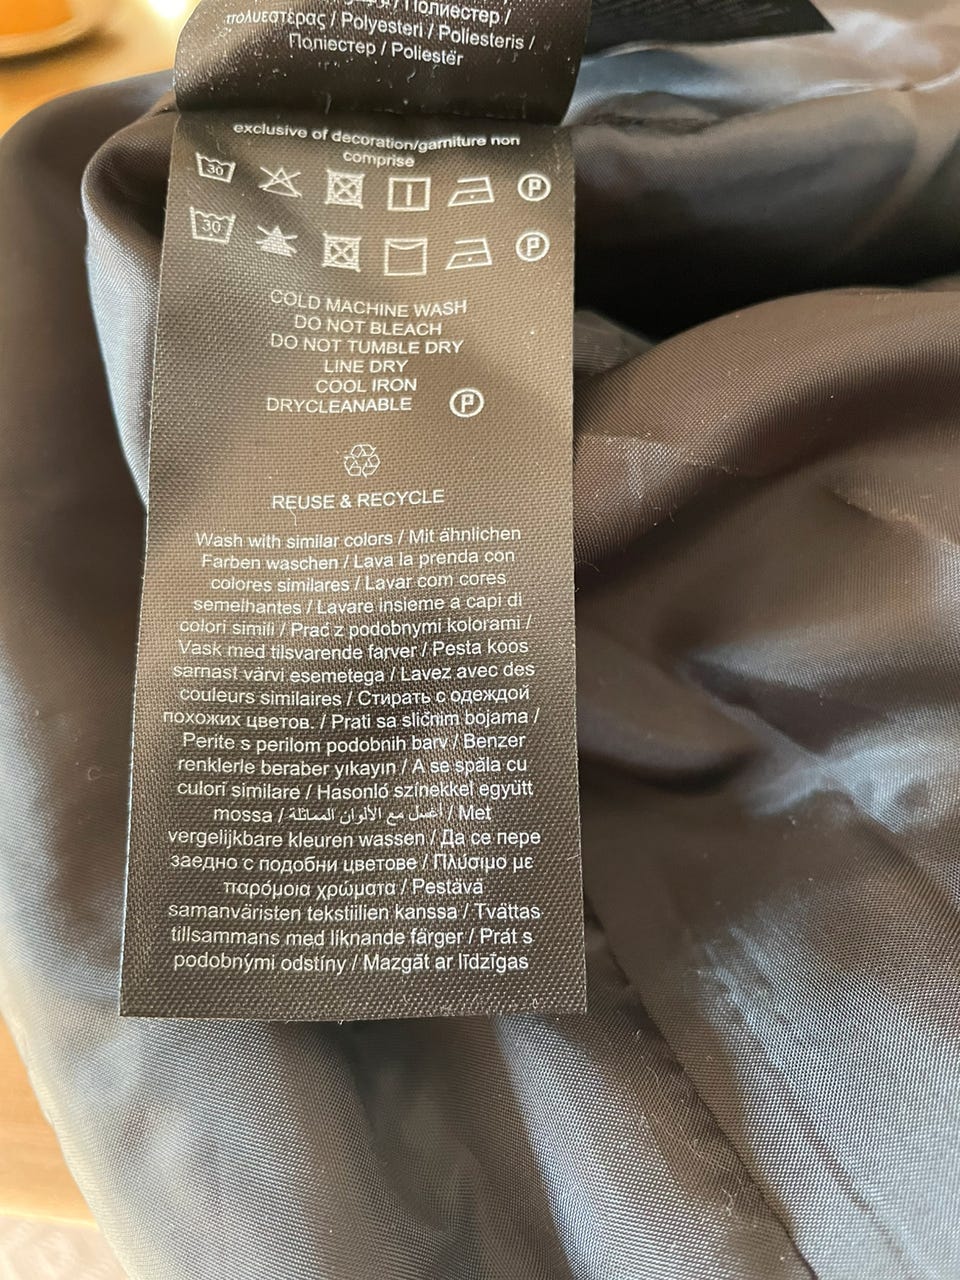 / Полиестер /
πολυεστέρας / Polyesteri / Poliesteris /
Поліестер / Poliestër
exclusive of decoration/garniture non
comprise
30
P
30
P
COLD MACHINE WASH
DO NOT BLEACH
DO NOT TUMBLE DRY
LINE DRY
COOL IRON
DRYCLEANABLE P
REUSE & RECYCLE
Wash with similar colors / Mit ähnlichen
Farben waschen / Lava la prenda con
colores similares / Lavar com cores
semelhantes / Lavare insieme a capi di
colori simili / Prać z podobnymi kolorami /
Vask med tilsvarende farver / Pesta koos
sarnast värvi esemetega / Lavez avec des
couleurs similaires / Стирать с одеждой
похожих цветов. / Prati sa sličnim bojama /
Perite s perilom podobnih barv / Benzer
renklerle beraber yıkayın / A se spăla cu
culori similare / Hasonló színekkel együtt
mossa / اغسل مع الألوان المماثلة / Met
vergelijkbare kleuren wassen / Да се пере
заедно с подобни цветове / Πλύσιμο με
παρόμοια χρώματα / Pestävä
samanväristen tekstiilien kanssa / Tvättas
tillsammans med liknande färger / Prát s
podobnými odstíny / Mazgāt ar līdzīgas